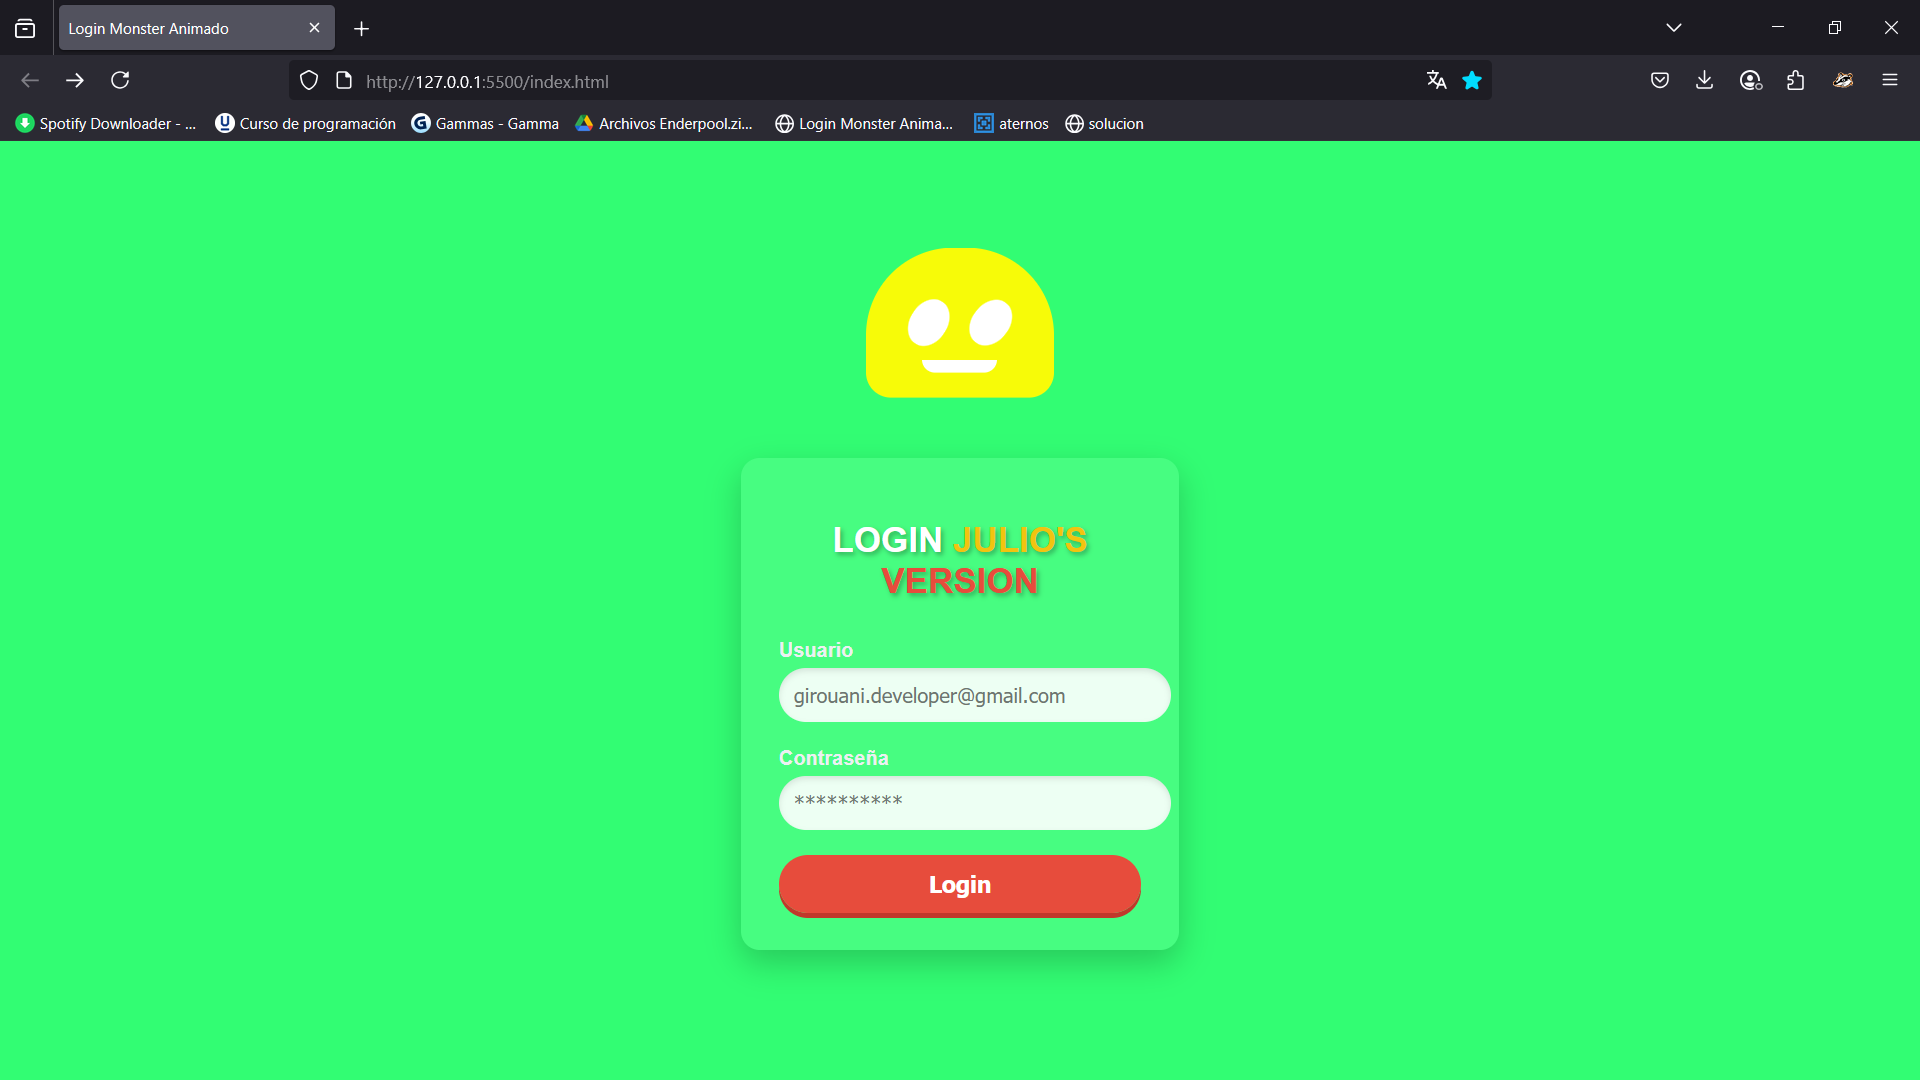 Login Monster Animado
http://127.0.0.1:5500/index.html
Spotify Downloader - ... Curso de programación Gammas - Gamma Archivos Enderpool.zi... Login Monster Anima... aternos solucion
LOGIN JULIO'S
VERSION
Usuario
girouani.developer@gmail.com
Contraseña
**********
Login